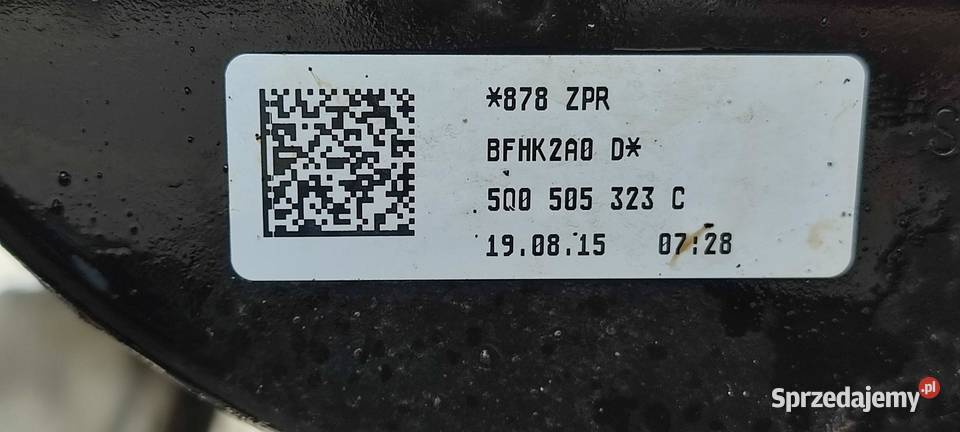 *878 ZPR
BFHK2A0 D*
5Q0 505 323 C
19.08.15 07:28
Sprzedajemy.pl